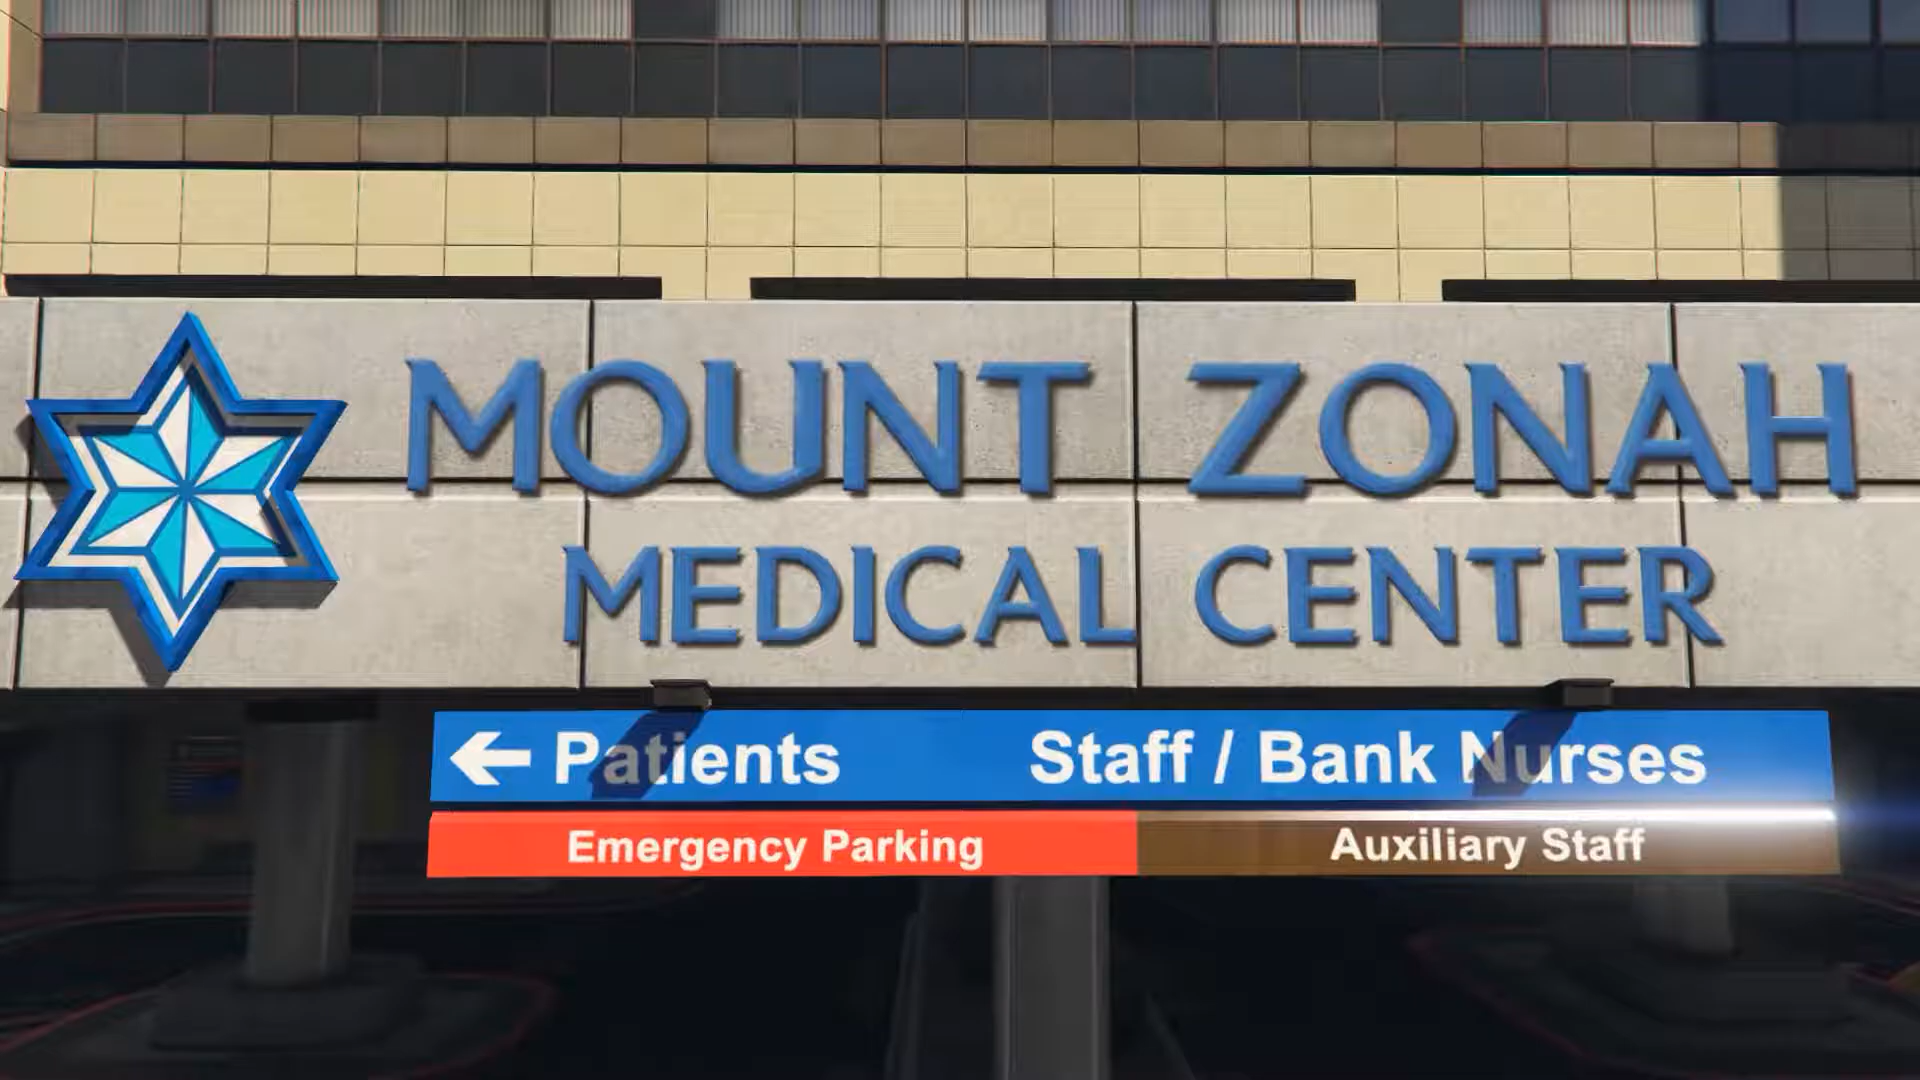 MOUNT ZONAH
MEDICAL CENTER
← Patients Staff / Bank Nurses
Emergency Parking Auxiliary Staff